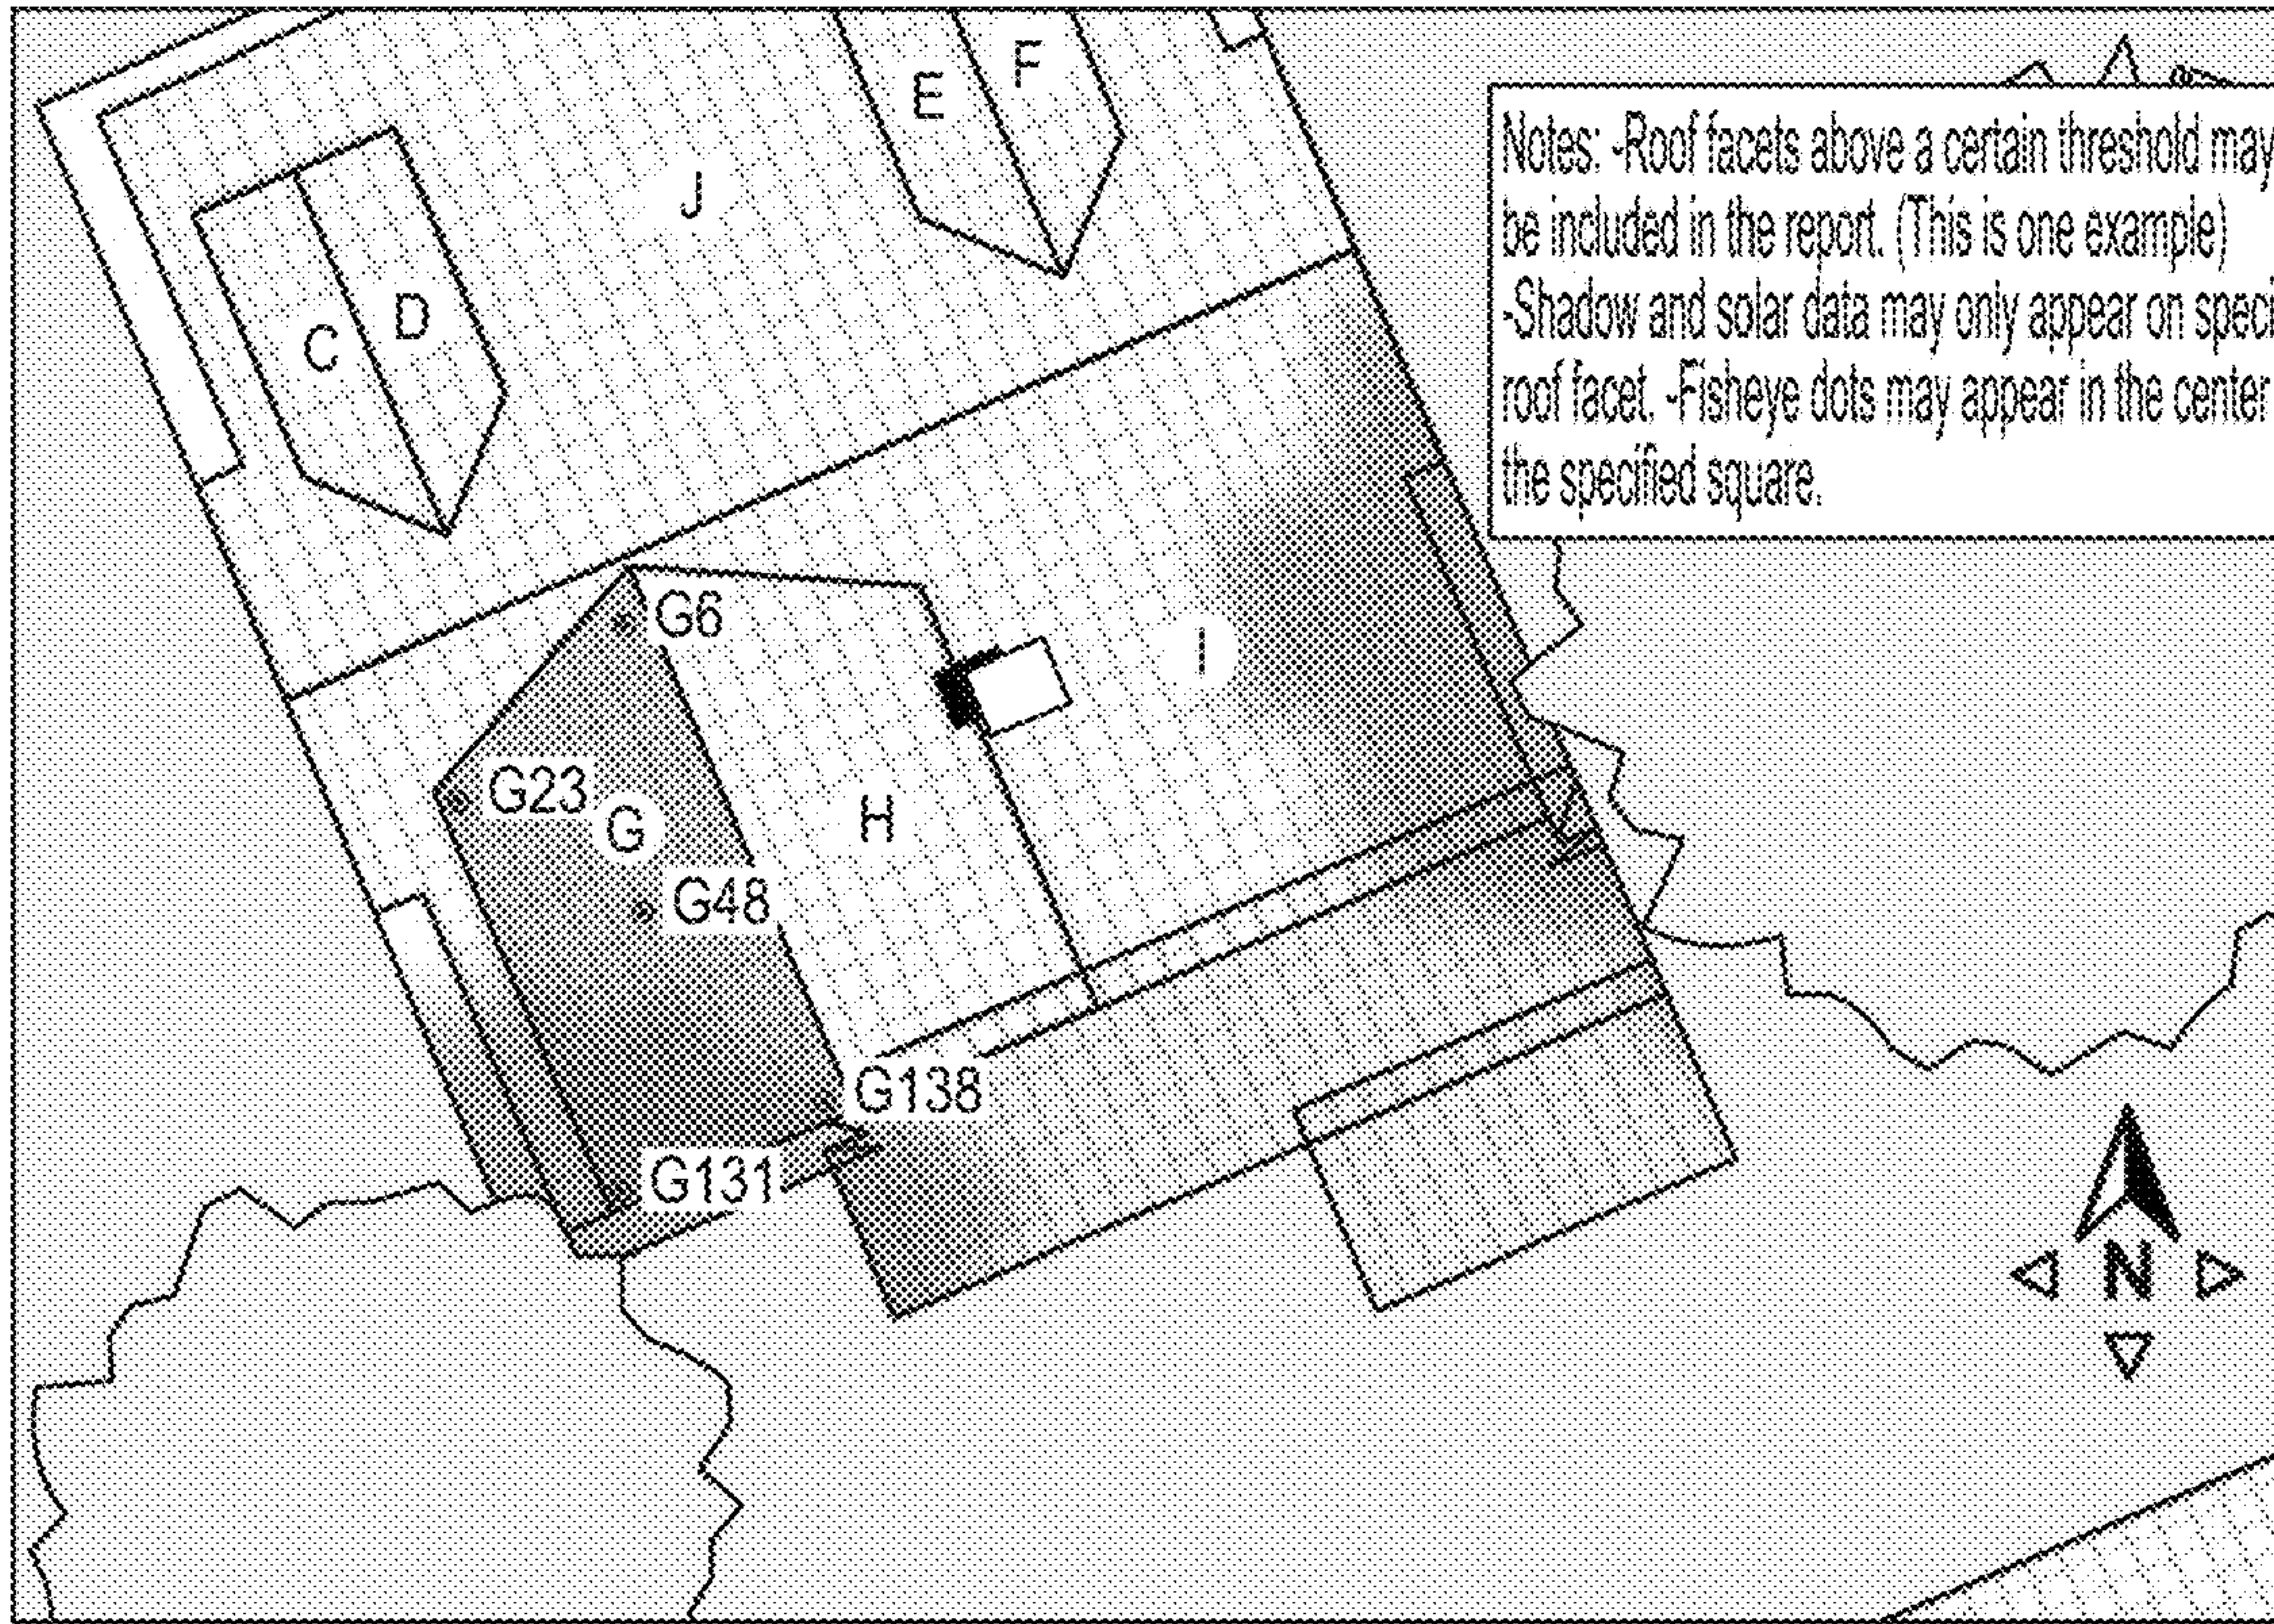 F
E
Notes: -Roof facets above a certain threshold may
be included in the report. (This is one example)
J
-Shadow and solar data may only appear on speci
D
C
roof facet. -Fisheye dots may appear in the center
the specified square.
G6
I
G23
G
H
G48
G138
G131
N